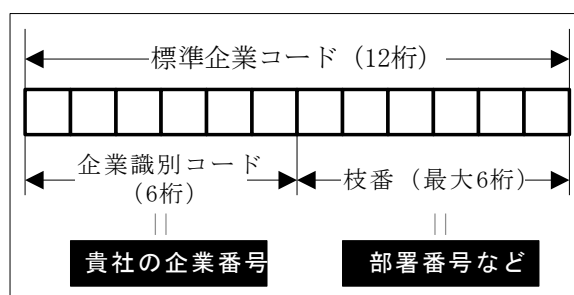 標準企業コード（12桁）
企業識別コード
（6桁）
枝番（最大6桁）
||
||
貴社の企業番号
部署番号など